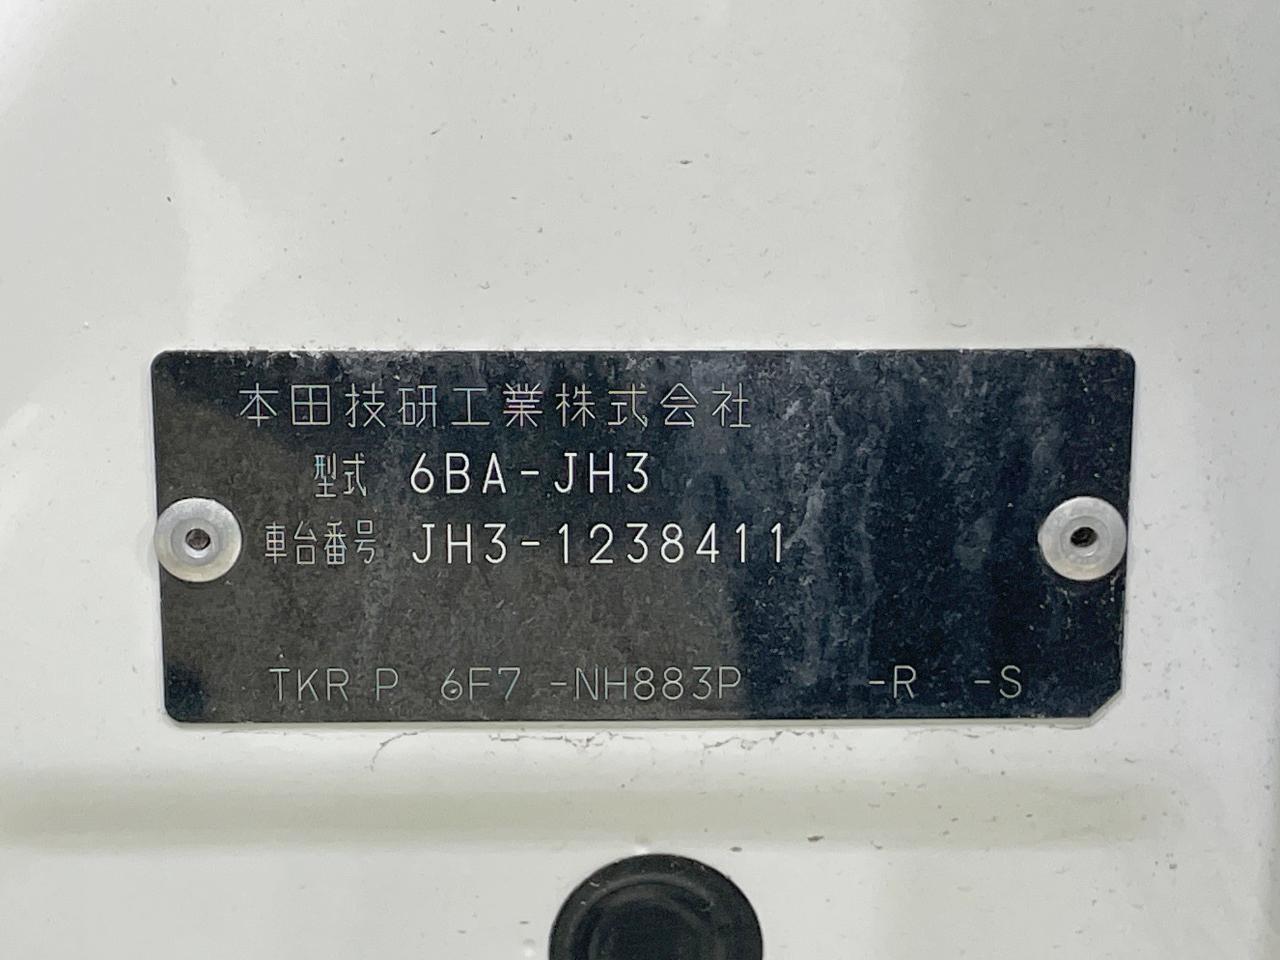 本田技研工業株式会社
型式 6BA-JH3
車台番号 JH3-1238411
TKR P 6F7 -NH883P -R -S